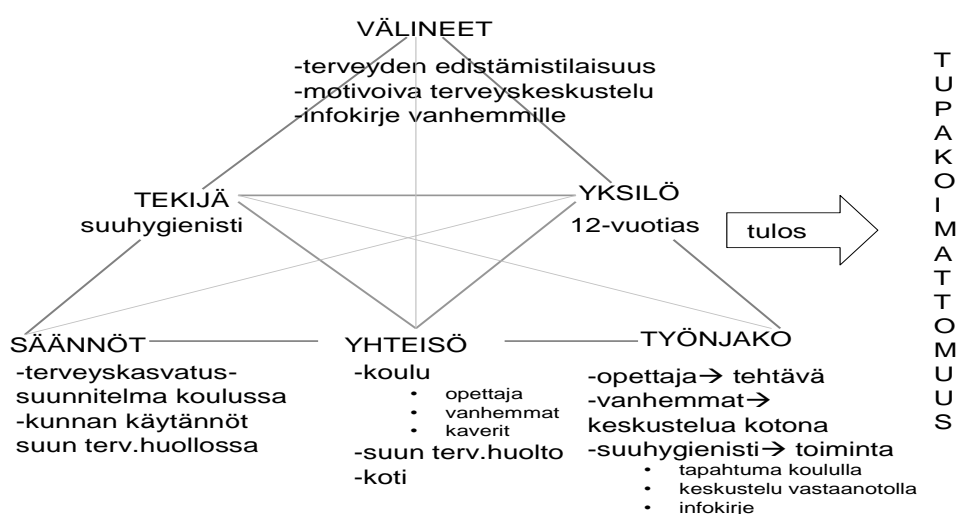 VÄLINEET
-terveyden edistämistilaisuus
-motivoiva terveyskeskustelu
-infokirje vanhemmille
TEKIJÄ
suuhygienisti
YKSILÖ
12-vuotias
tulos
TUPAKOIMATTOMUUS
SÄÄNNÖT
-terveyskasvatus-
suunnitelma koulussa
-kunnan käytännöt
suun terv.huollossa
YHTEISÖ
-koulu
• opettaja
• vanhemmat
• kaverit
-suun terv.huolto
-koti
TYÖNJAKO
-opettaja→ tehtävä
-vanhemmat→
keskustelua kotona
-suuhygienisti→ toiminta
• tapahtuma koululla
• keskustelu vastaanotolla
• infokirje